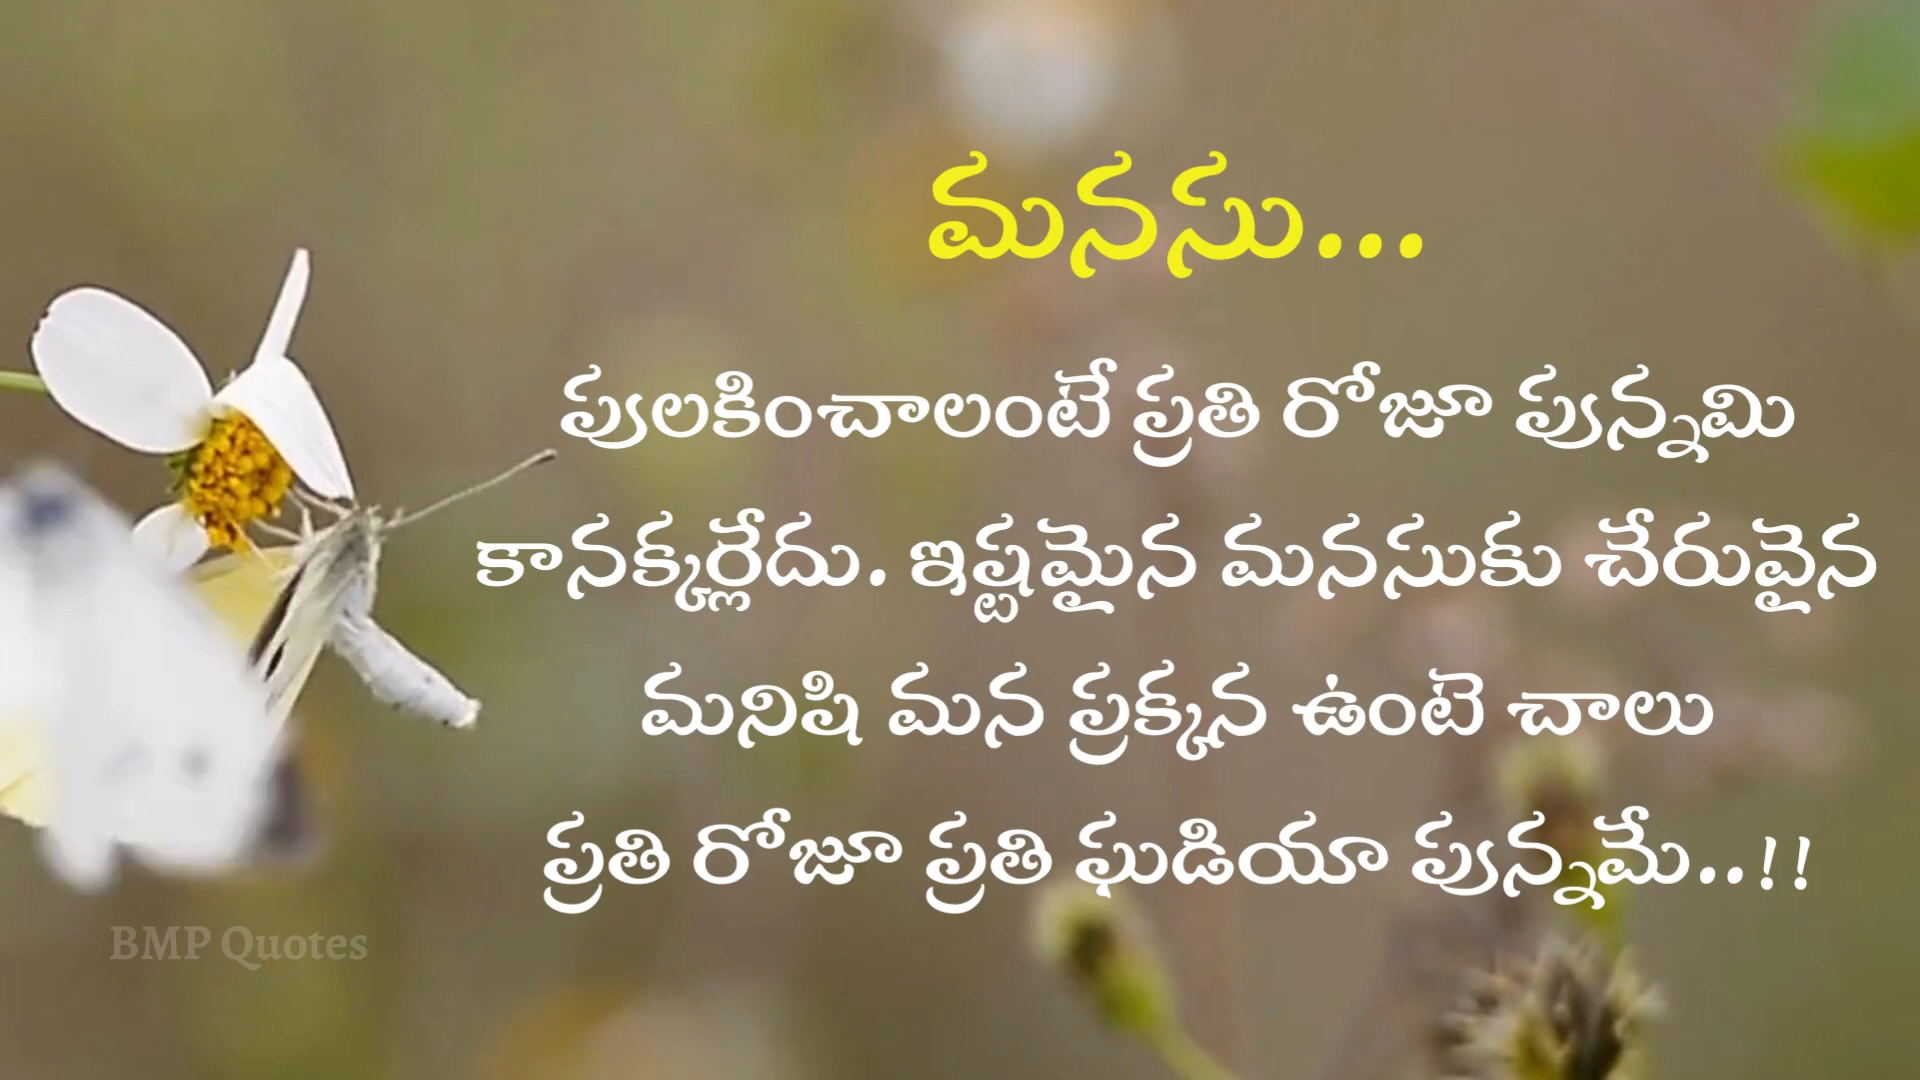 మనసు...
పులకించాలంటే ప్రతి రోజూ పున్నమి
కానక్కర్లేదు. ఇష్టమైన మనసుకు చేరువైన
మనిషి మన ప్రక్కన ఉంటె చాలు
ప్రతి రోజూ ప్రతి ఘడియా పున్నమే..!!
BMP Quotes